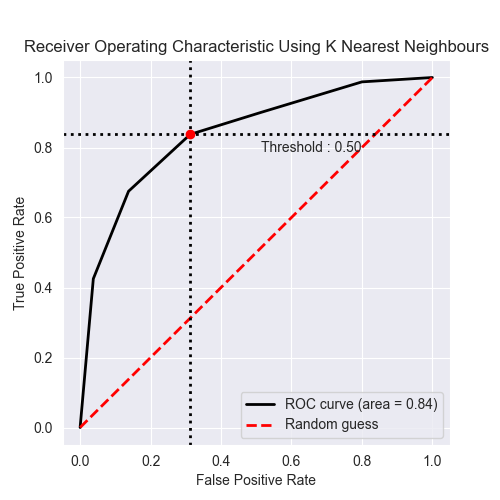 Receiver Operating Characteristic Using K Nearest Neighbours
1.0
0.8
0.6
0.4
0.2
0.0
True Positive Rate
Threshold : 0.50
ROC curve (area = 0.84)
Random guess
0.0 0.2 0.4 0.6 0.8 1.0
False Positive Rate